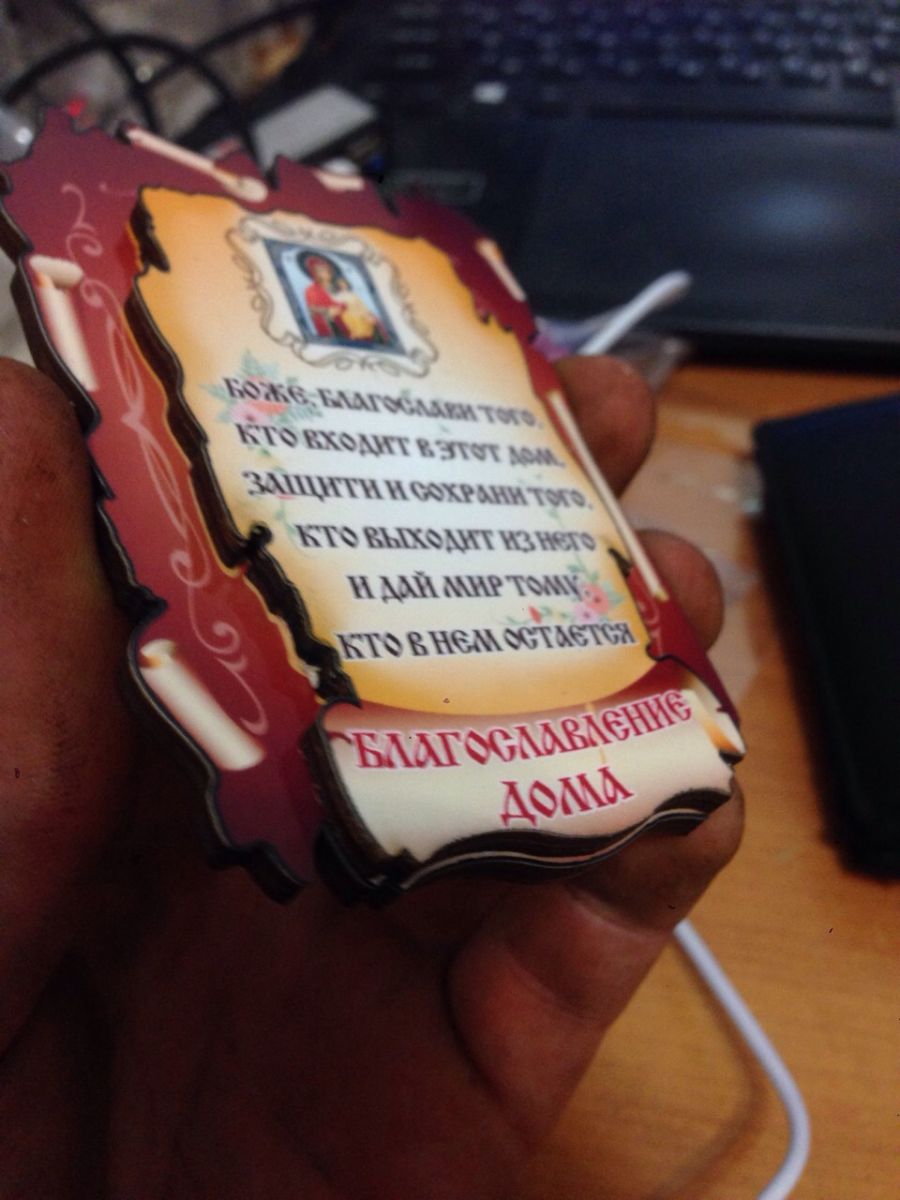 БОЖЕ, БЛАГОСЛАВИ ТОГО,
КТО ВХОДИТ В ЭТОТ ДОМ,
ЗАЩИТИ И СОХРАНИ ТОГО,
КТО ВЫХОДИТ ИЗ НЕГО
И ДАЙ МИР ТОМУ,
КТО В НЕМ ОСТАЕТСЯ
БЛАГОСЛАВЛЕНИЕ
ДОМА